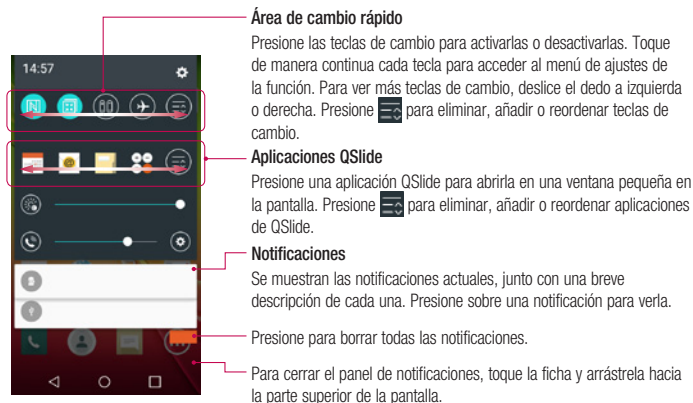 Área de cambio rápido
Presione las teclas de cambio para activarlas o desactivarlas. Toque
de manera continua cada tecla para acceder al menú de ajustes de
la función. Para ver más teclas de cambio, deslice el dedo a izquierda
o derecha. Presione para eliminar, añadir o reordenar teclas de
cambio.
14:57
Aplicaciones QSlide
Presione una aplicación QSlide para abrirla en una ventana pequeña en
la pantalla. Presione para eliminar, añadir o reordenar aplicaciones
de QSlide.
Notificaciones
Se muestran las notificaciones actuales, junto con una breve
descripción de cada una. Presione sobre una notificación para verla.
Presione para borrar todas las notificaciones.
Para cerrar el panel de notificaciones, toque la ficha y arrástrela hacia
la parte superior de la pantalla.